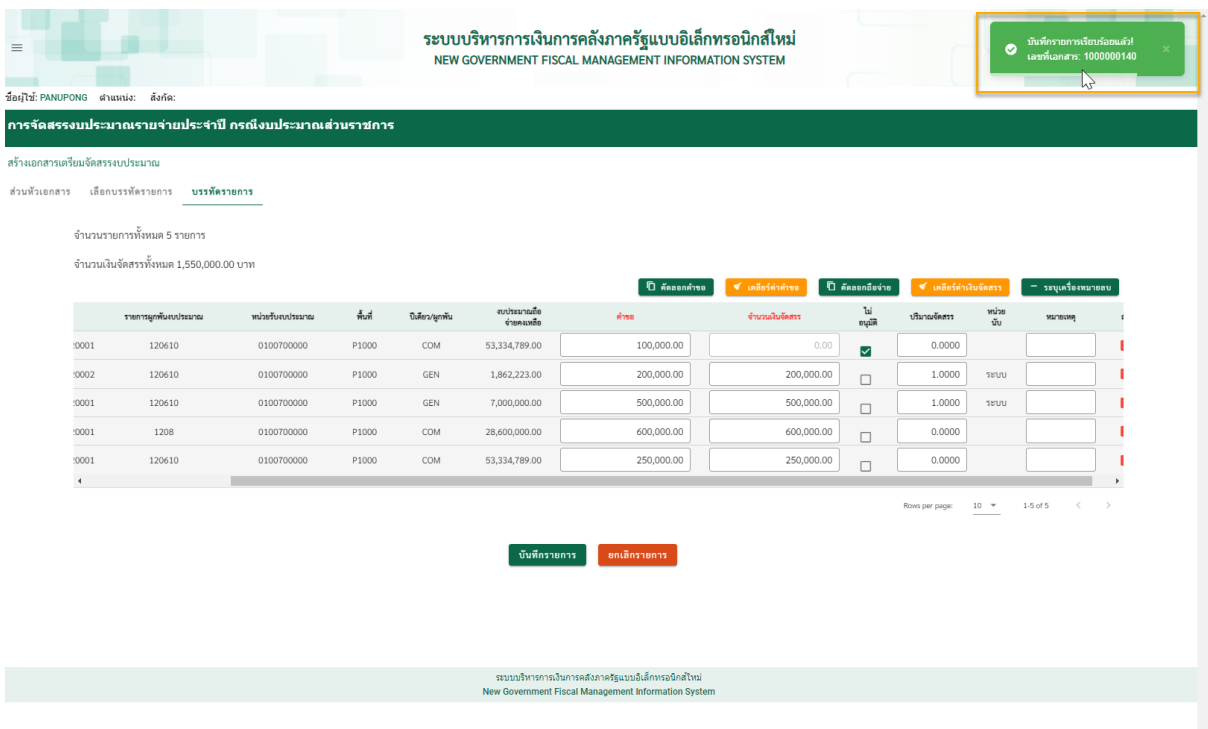 ระบบบริหารการเงินการคลังภาครัฐแบบอิเล็กทรอนิกส์ใหม่
NEW GOVERNMENT FISCAL MANAGEMENT INFORMATION SYSTEM
บันทึกรายการเรียบร้อยแล้ว!
เลขที่เอกสาร: 1000000140
ชื่อผู้ใช้: PANUPONG ตำแหน่ง: สังกัด:
การจัดสรรงบประมาณรายจ่ายประจำปี กรณีงบประมาณส่วนราชการ
สร้างเอกสารเตรียมจัดสรรงบประมาณ
ส่วนหัวเอกสาร เลือกบรรทัดรายการ บรรทัดรายการ
จำนวนรายการทั้งหมด 5 รายการ
จำนวนเงินจัดสรรทั้งหมด 1,550,000.00 บาท
คัดลอกคำขอ เคลียร์ค่าคำขอ คัดลอกถือจ่าย เคลียร์ค่าเงินจัดสรร ระบุเครื่องหมายลบ
รายการผูกพันงบประมาณ หน่วยรับงบประมาณ พื้นที่ ปีเดียว/ผูกพัน งบประมาณถือจ่ายคงเหลือ คำขอ จำนวนเงินจัดสรร ไม่อนุมัติ ปริมาณจัดสรร หน่วยนับ หมายเหตุ
0001 120610 0100700000 P1000 COM 53,334,789.00 100,000.00 0.00 0.0000
0002 120610 0100700000 P1000 GEN 1,862,223.00 200,000.00 200,000.00 1.0000 ระบบ
0001 120610 0100700000 P1000 GEN 7,000,000.00 500,000.00 500,000.00 1.0000 ระบบ
0001 1208 0100700000 P1000 COM 28,600,000.00 600,000.00 600,000.00 0.0000
0001 120610 0100700000 P1000 COM 53,334,789.00 250,000.00 250,000.00 0.0000
Rows per page: 10 1-5 of 5
บันทึกรายการ ยกเลิกรายการ
ระบบบริหารการเงินการคลังภาครัฐแบบอิเล็กทรอนิกส์ใหม่
New Government Fiscal Management Information System